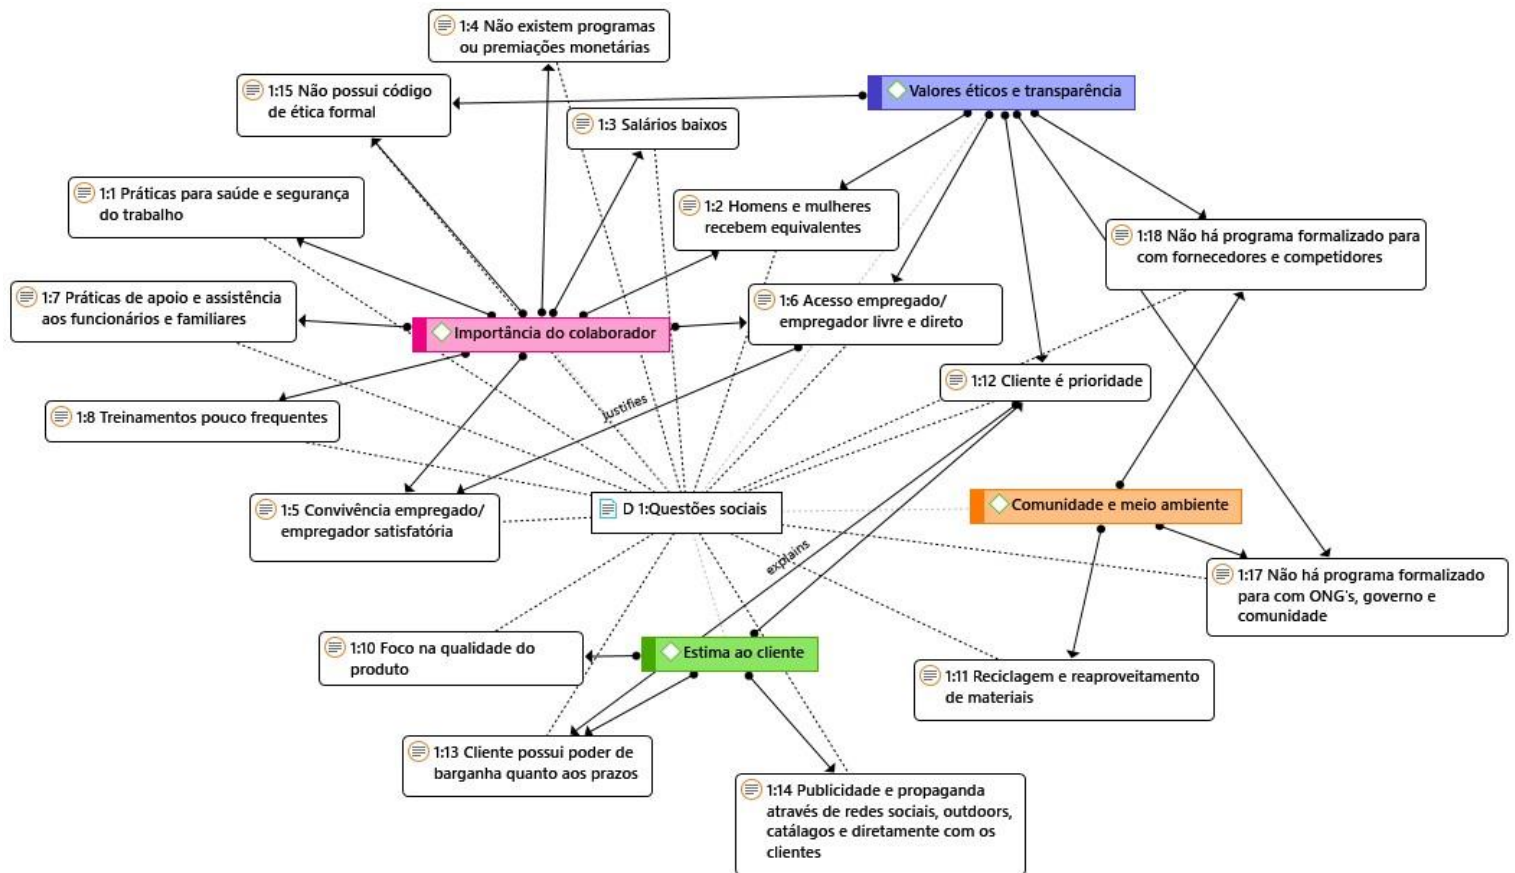 1:4 Não existem programas
ou premiações monetárias
1:15 Não possui código
de ética formal
Valores éticos e transparência
1:3 Salários baixos
1:1 Práticas para saúde e segurança
do trabalho
1:2 Homens e mulheres
recebem equivalentes
1:18 Não há programa formalizado para
com fornecedores e competidores
1:7 Práticas de apoio e assistência
aos funcionários e familiares
1:6 Acesso empregado/
empregador livre e direto
Importância do colaborador
1:12 Cliente é prioridade
1:8 Treinamentos pouco frequentes
justifies
1:5 Convivência empregado/
empregador satisfatória
D 1:Questões sociais
Comunidade e meio ambiente
explains
1:17 Não há programa formalizado
para com ONG's, governo e
comunidade
1:10 Foco na qualidade do
produto
Estima ao cliente
1:11 Reciclagem e reaproveitamento
de materiais
1:13 Cliente possui poder de
barganha quanto aos prazos
1:14 Publicidade e propaganda
através de redes sociais, outdoors,
catálagos e diretamente com os
clientes